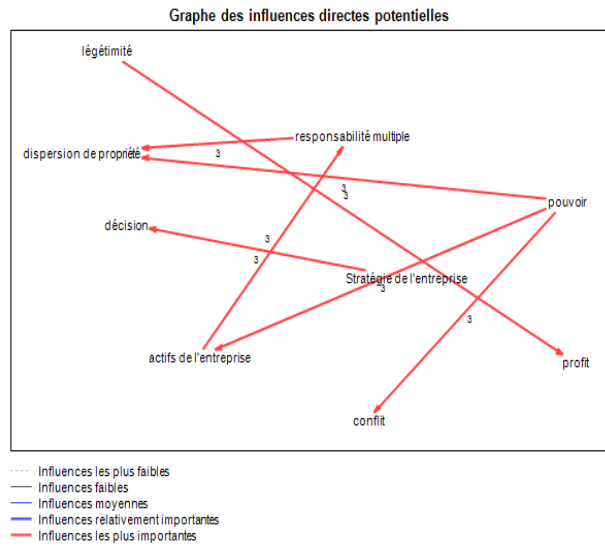 Graphe des influences directes potentielles
légétimité
responsabilité multiple
dispersion de propriété
3
3
3
pouvoir
décision
3
3
Stratégie de l'entreprise
3
3
actifs de l'entreprise
profit
conflit
Influences les plus faibles
Influences faibles
Influences moyennes
Influences relativement importantes
Influences les plus importantes